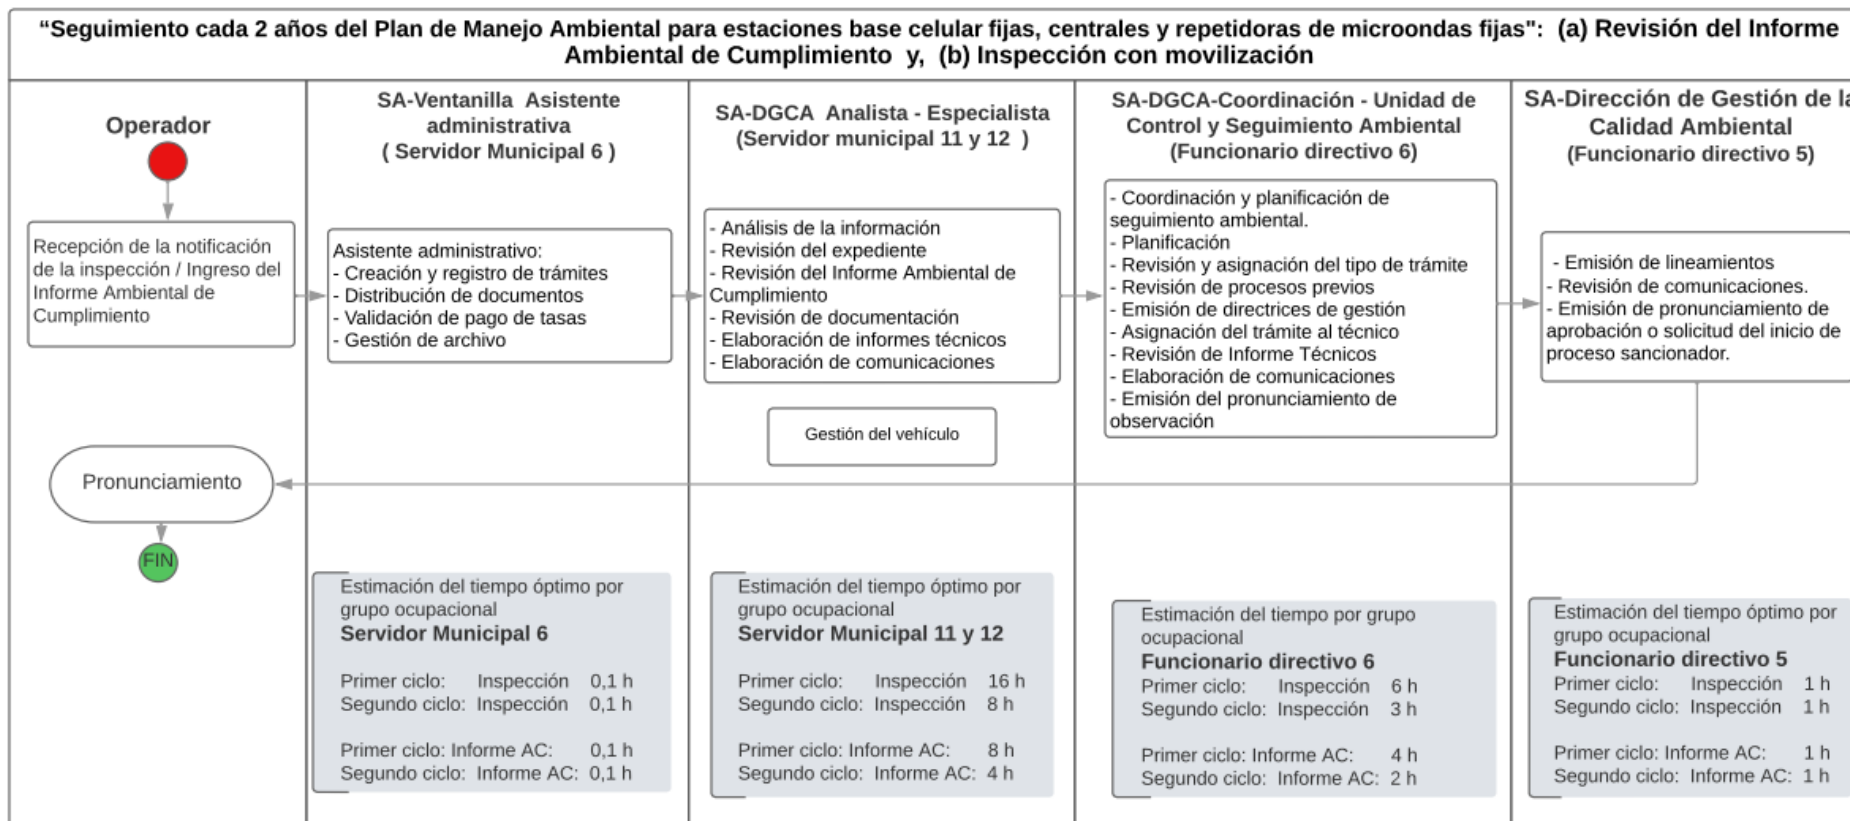 “Seguimiento cada 2 años del Plan de Manejo Ambiental para estaciones base celular fijas, centrales y repetidoras de microondas fijas": (a) Revisión del Informe
Ambiental de Cumplimiento y, (b) Inspección con movilización
Operador
Recepción de la notificación
de la inspección / Ingreso del
Informe Ambiental de
Cumplimiento
Pronunciamiento
FIN
SA-Ventanilla Asistente
administrativa
( Servidor Municipal 6 )
Asistente administrativo:
- Creación y registro de trámites
- Distribución de documentos
- Validación de pago de tasas
- Gestión de archivo
Estimación del tiempo óptimo por
grupo ocupacional
Servidor Municipal 6
Primer ciclo: Inspección 0,1 h
Segundo ciclo: Inspección 0,1 h
Primer ciclo: Informe AC: 0,1 h
Segundo ciclo: Informe AC: 0,1 h
SA-DGCA Analista - Especialista
(Servidor municipal 11 y 12 )
- Análisis de la información
- Revisión del expediente
- Revisión del Informe Ambiental de
Cumplimiento
- Revisión de documentación
- Elaboración de informes técnicos
- Elaboración de comunicaciones
Gestión del vehículo
Estimación del tiempo óptimo por
grupo ocupacional
Servidor Municipal 11 y 12
Primer ciclo: Inspección 16 h
Segundo ciclo: Inspección 8 h
Primer ciclo: Informe AC: 8 h
Segundo ciclo: Informe AC: 4 h
SA-DGCA-Coordinación - Unidad de
Control y Seguimiento Ambiental
(Funcionario directivo 6)
- Coordinación y planificación de
seguimiento ambiental.
- Planificación
- Revisión y asignación del tipo de trámite
- Revisión de procesos previos
- Emisión de directrices de gestión
- Asignación del trámite al técnico
- Revisión de Informe Técnicos
- Elaboración de comunicaciones
- Emisión del pronunciamiento de
observación
Estimación del tiempo por grupo
ocupacional
Funcionario directivo 6
Primer ciclo: Inspección 6 h
Segundo ciclo: Inspección 3 h
Primer ciclo: Informe AC: 4 h
Segundo ciclo: Informe AC: 2 h
SA-Dirección de Gestión de la
Calidad Ambiental
(Funcionario directivo 5)
- Emisión de lineamientos
- Revisión de comunicaciones.
- Emisión de pronunciamiento de
aprobación o solicitud del inicio de
proceso sancionador.
Estimación del tiempo óptimo por
grupo ocupacional
Funcionario directivo 5
Primer ciclo: Inspección 1 h
Segundo ciclo: Inspección 1 h
Primer ciclo: Informe AC: 1 h
Segundo ciclo: Informe AC: 1 h